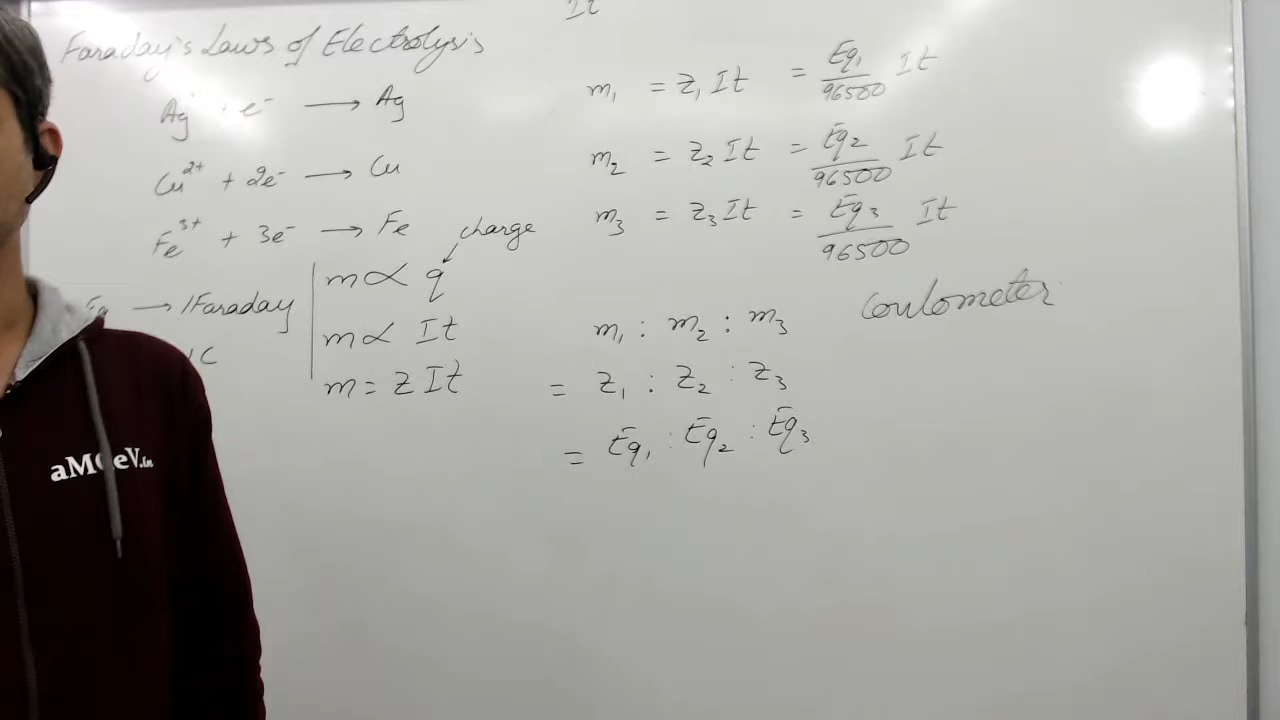 It
Faraday's Laws of Electrolysis
Ag + e⁻ ⟶ Ag
Cu²⁺ + 2e⁻ ⟶ Cu
Fe³⁺ + 3e⁻ ⟶ Fe
⟶ 1Faraday
C
charge
m ∝ q
m ∝ It
m = Z It
m₁ = Z₁ It = Eq₁/96500 It
m₂ = Z₂ It = Eq₂/96500 It
m₃ = Z₃ It = Eq₃/96500 It
m₁ : m₂ : m₃
= Z₁ : Z₂ : Z₃
= Eq₁ : Eq₂ : Eq₃
Coulometer